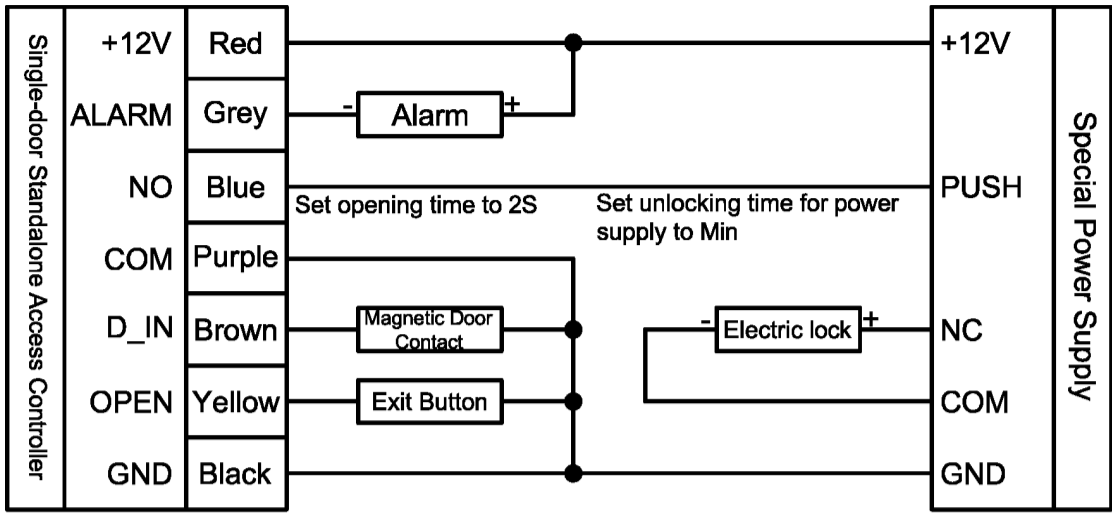 Single-door Standalone Access Controller
+12V Red
ALARM Grey
NO Blue
COM Purple
D_IN Brown
OPEN Yellow
GND Black
- Alarm +
Set opening time to 2S
Set unlocking time for power
supply to Min
Magnetic Door
Contact
Exit Button
- Electric lock +
+12V
PUSH
NC
COM
GND
Special Power Supply